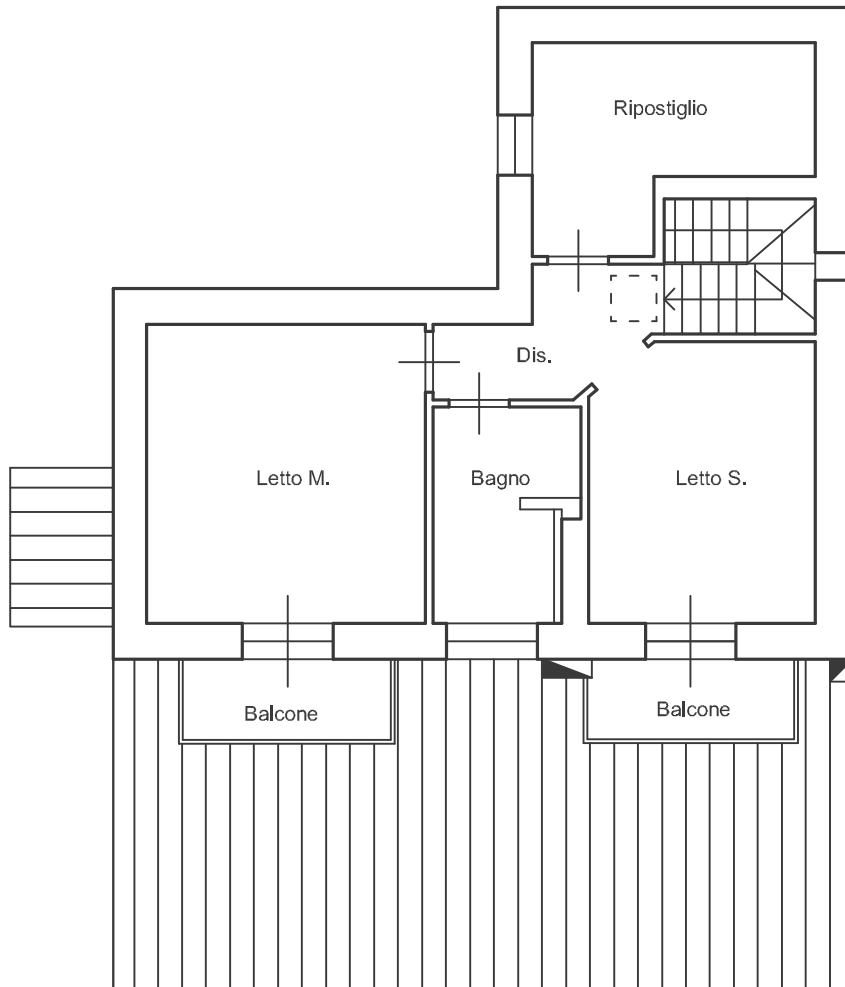 Ripostiglio
Dis.
Letto M.
Bagno
Letto S.
Balcone
Balcone